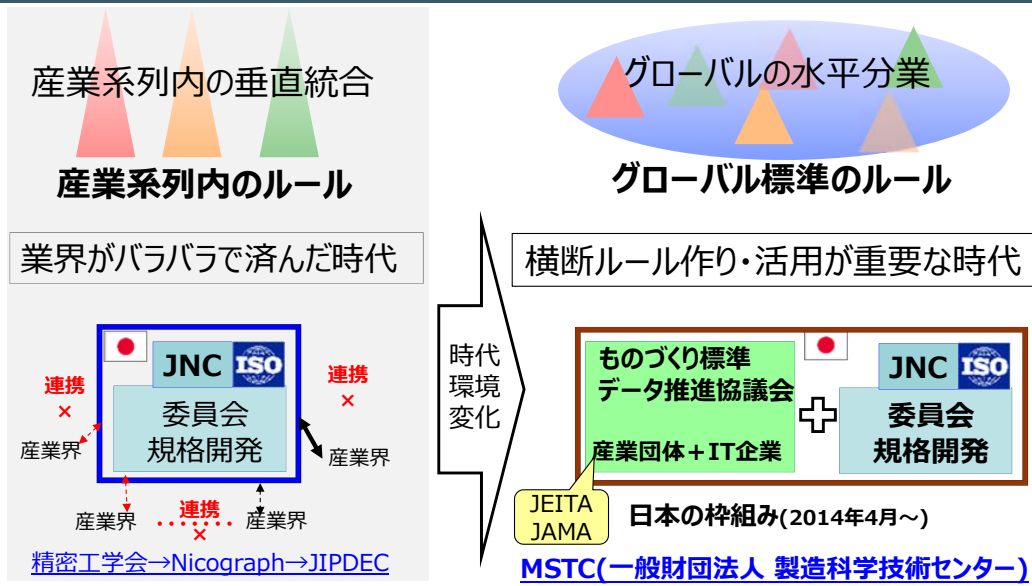 産業系列内の垂直統合
産業系列内のルール
業界がバラバラで済んだ時代
JNC
ISO
委員会
規格開発
連携
×
産業界
連携
×
産業界
産業界
連携
×
産業界
精密工学会→Nicograph→JIPDEC
時代
環境
変化
グローバルの水平分業
グローバル標準のルール
横断ルール作り・活用が重要な時代
ものづくり標準
データ推進協議会
産業団体+IT企業
JNC
ISO
委員会
規格開発
JEITA
JAMA
日本の枠組み(2014年4月~)
MSTC(一般財団法人 製造科学技術センター)